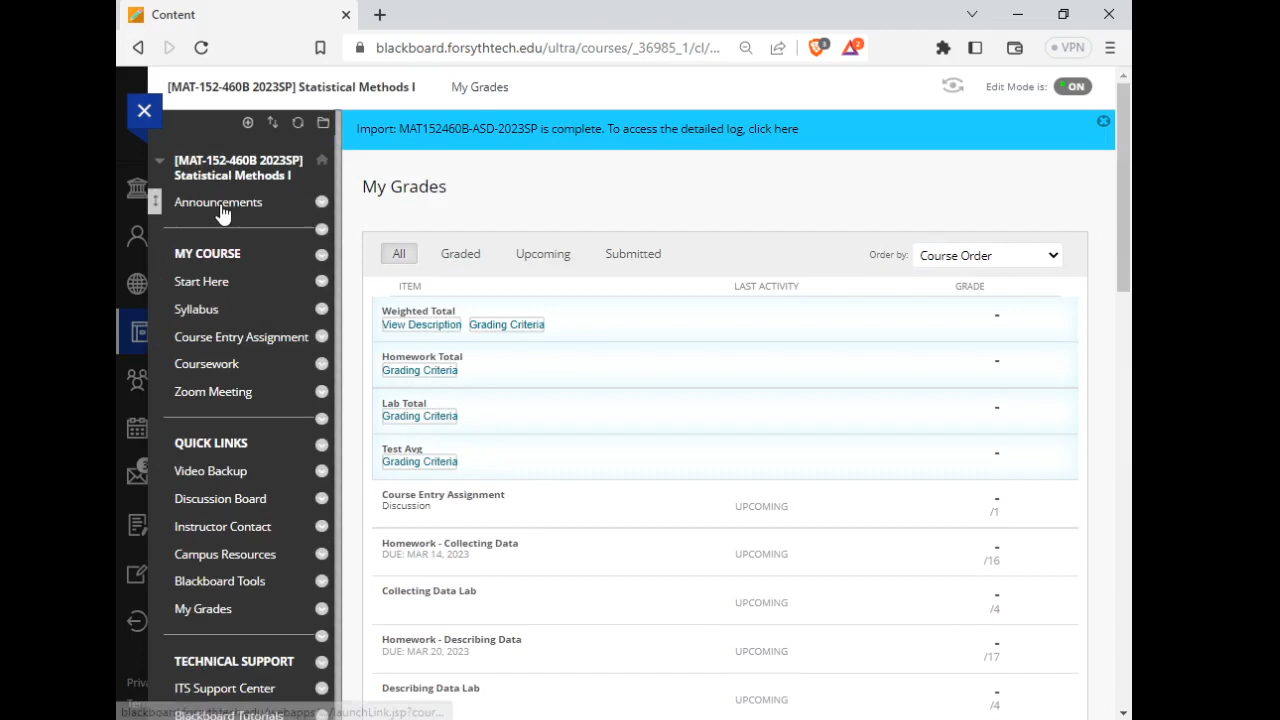 Content
blackboard.forsythtech.edu/ultra/courses/_36985_1/cl/...
VPN
[MAT-152-460B 2023SP] Statistical Methods I
My Grades
Edit Mode is:
ON
Import: MAT152460B-ASD-2023SP is complete. To access the detailed log, click here
[MAT-152-460B 2023SP]
Statistical Methods I
Announcements
MY COURSE
Start Here
Syllabus
Course Entry Assignment
Coursework
Zoom Meeting
QUICK LINKS
Video Backup
Discussion Board
Instructor Contact
Campus Resources
Blackboard Tools
My Grades
TECHNICAL SUPPORT
ITS Support Center
Blackboard Tutorials
My Grades
All
Graded
Upcoming
Submitted
Order by:
Course Order
ITEM
LAST ACTIVITY
GRADE
Weighted Total
-
View Description
Grading Criteria
Homework Total
-
Grading Criteria
Lab Total
-
Grading Criteria
Test Avg
-
Grading Criteria
Course Entry Assignment
-
Discussion
UPCOMING
/1
Homework - Collecting Data
-
DUE: MAR 14, 2023
UPCOMING
/16
Collecting Data Lab
-
UPCOMING
/4
Homework - Describing Data
-
DUE: MAR 20, 2023
UPCOMING
/17
Describing Data Lab
-
UPCOMING
/4